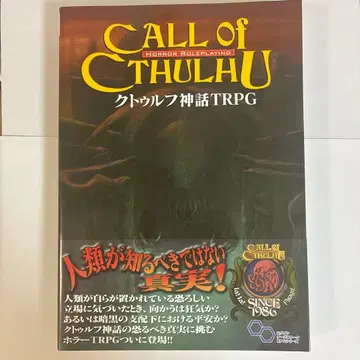 CALL of
HORROR ROLEPLAYING
CTHULHU
クトゥルフ神話TRPG
人類が知るべきではない
真実!
人類が自らが置かれている恐ろしい
立場に気づいたとき、向かうは狂気か?
あるいは暗黒の支配下における平安か?
クトゥルフ神話の恐るべき真実に挑む
ホラーTRPGついに登場!!
CALL of
CTHULHU
SINCE
1986